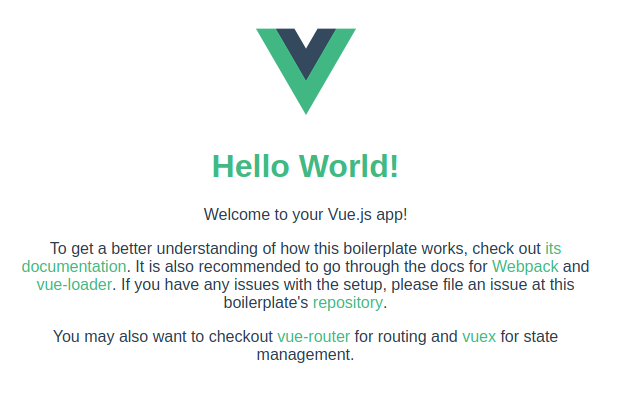 Hello World!
Welcome to your Vue.js app!
To get a better understanding of how this boilerplate works, check out its
documentation. It is also recommended to go through the docs for Webpack and
vue-loader. If you have any issues with the setup, please file an issue at this
boilerplate's repository.
You may also want to checkout vue-router for routing and vuex for state
management.